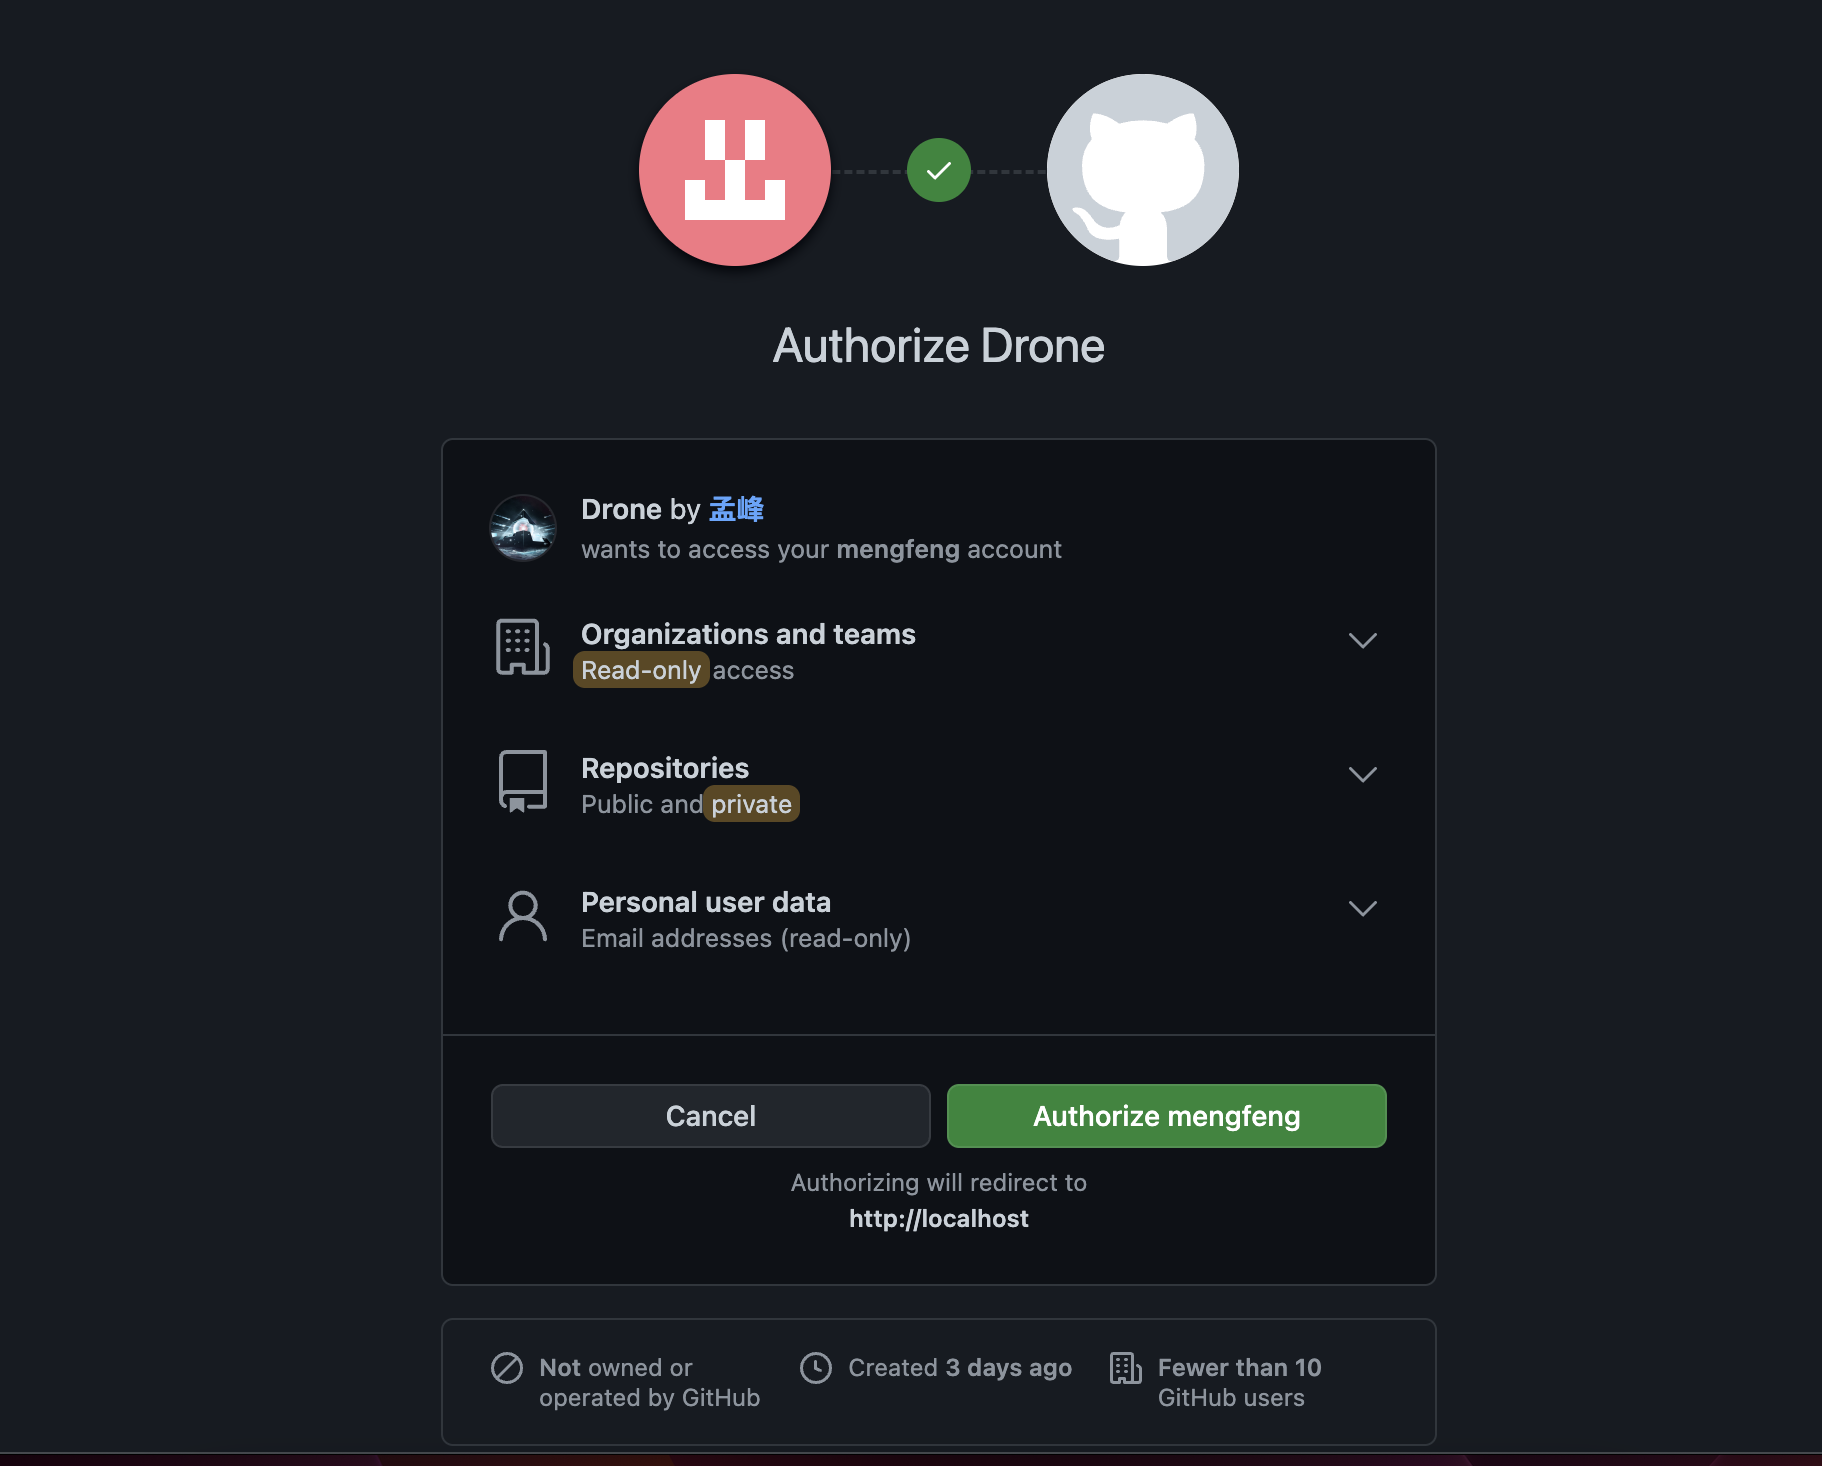 Authorize Drone
Drone by 孟峰
wants to access your mengfeng account
Organizations and teams
Read-only access
Repositories
Public and private
Personal user data
Email addresses (read-only)
Cancel
Authorize mengfeng
Authorizing will redirect to
http://localhost
Not owned or
operated by GitHub
Created 3 days ago
Fewer than 10
GitHub users